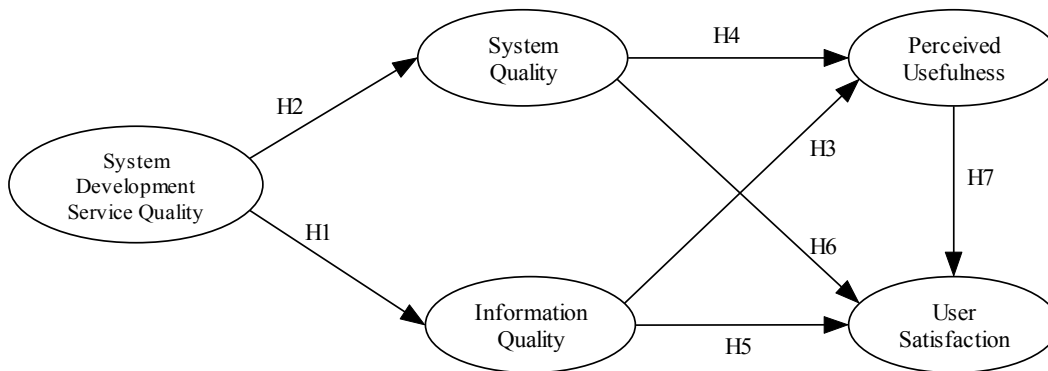 System
Quality
H4
Perceived
Usefulness
H2
H3
System
Development
Service Quality
H7
H1
H6
Information
Quality
H5
User
Satisfaction